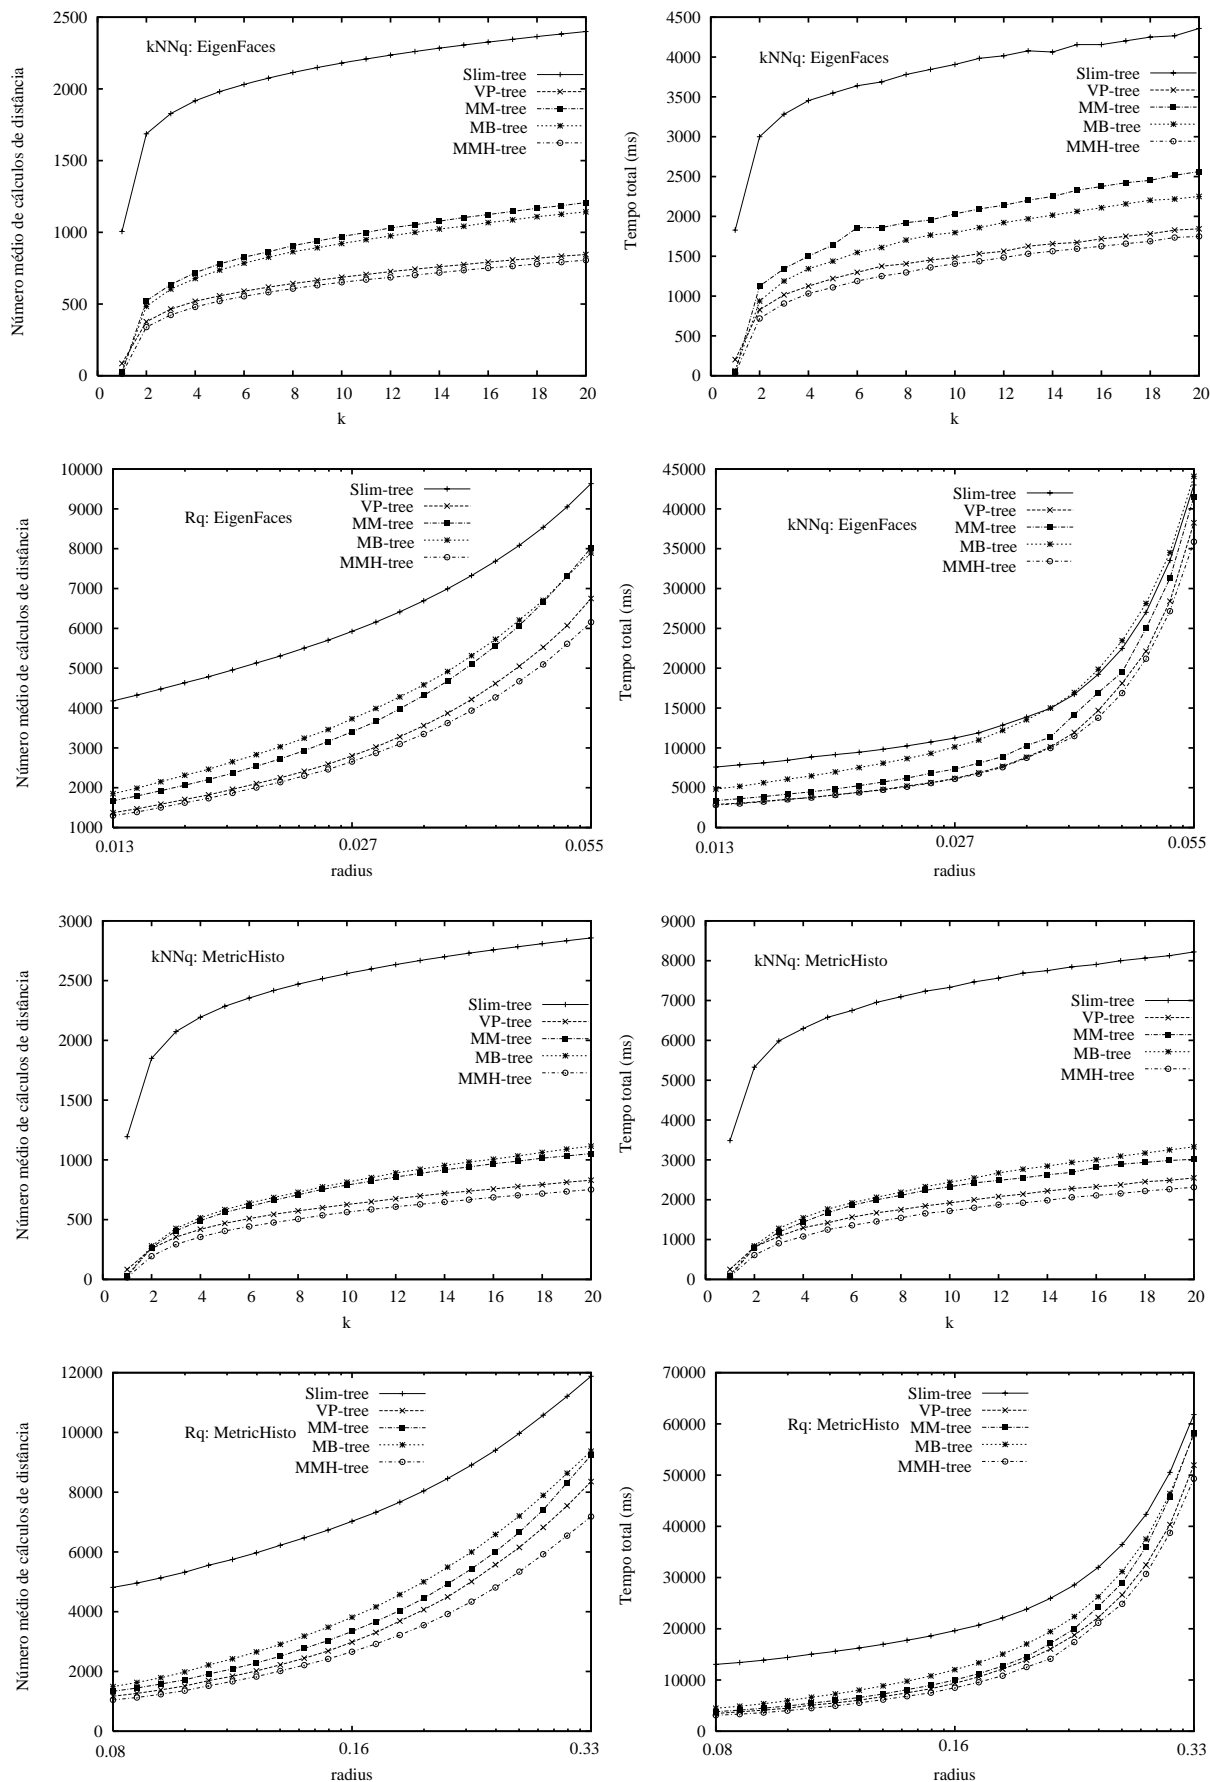 2500
2000
1500
1000
500
0
0 2 4 6 8 10 12 14 16 18 20
k
Número médio de cálculos de distância
kNNq: EigenFaces
Slim-tree
VP-tree
MM-tree
MB-tree
MMH-tree
4500
4000
3500
3000
2500
2000
1500
1000
500
0
0 2 4 6 8 10 12 14 16 18 20
k
Tempo total (ms)
kNNq: EigenFaces
Slim-tree
VP-tree
MM-tree
MB-tree
MMH-tree
10000
9000
8000
7000
6000
5000
4000
3000
2000
1000
0.013 0.027 0.055
radius
Número médio de cálculos de distância
Rq: EigenFaces
Slim-tree
VP-tree
MM-tree
MB-tree
MMH-tree
45000
40000
35000
30000
25000
20000
15000
10000
5000
0
0.013 0.027 0.055
radius
Tempo total (ms)
kNNq: EigenFaces
Slim-tree
VP-tree
MM-tree
MB-tree
MMH-tree
3000
2500
2000
1500
1000
500
0
0 2 4 6 8 10 12 14 16 18 20
k
Número médio de cálculos de distância
kNNq: MetricHisto
Slim-tree
VP-tree
MM-tree
MB-tree
MMH-tree
9000
8000
7000
6000
5000
4000
3000
2000
1000
0
0 2 4 6 8 10 12 14 16 18 20
k
Tempo total (ms)
kNNq: MetricHisto
Slim-tree
VP-tree
MM-tree
MB-tree
MMH-tree
12000
10000
8000
6000
4000
2000
0
0.08 0.16 0.33
radius
Número médio de cálculos de distância
Rq: MetricHisto
Slim-tree
VP-tree
MM-tree
MB-tree
MMH-tree
70000
60000
50000
40000
30000
20000
10000
0
0.08 0.16 0.33
radius
Tempo total (ms)
Rq: MetricHisto
Slim-tree
VP-tree
MM-tree
MB-tree
MMH-tree